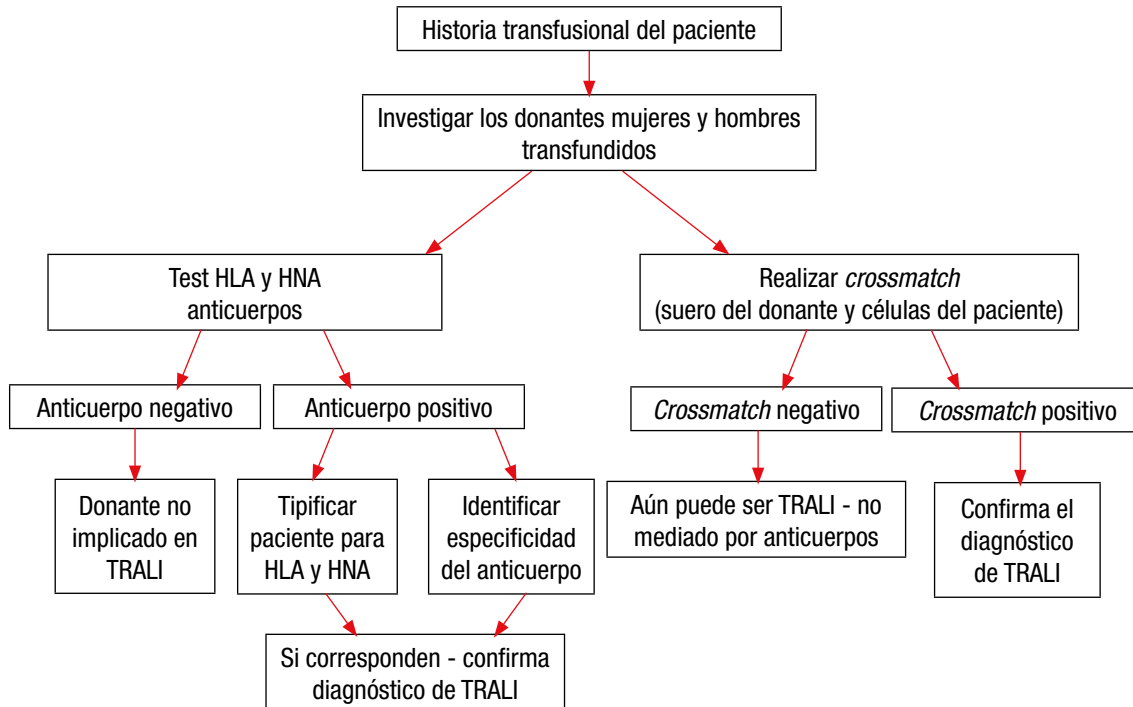 Historia transfusional del paciente
Investigar los donantes mujeres y hombres
transfundidos
Test HLA y HNA
anticuerpos
Realizar crossmatch
(suero del donante y células del paciente)
Anticuerpo negativo
Anticuerpo positivo
Crossmatch negativo
Crossmatch positivo
Donante no
implicado en
TRALI
Tipificar
paciente para
HLA y HNA
Identificar
especificidad
del anticuerpo
Aún puede ser TRALI - no
mediado por anticuerpos
Confirma el
diagnóstico
de TRALI
Si corresponden - confirma
diagnóstico de TRALI